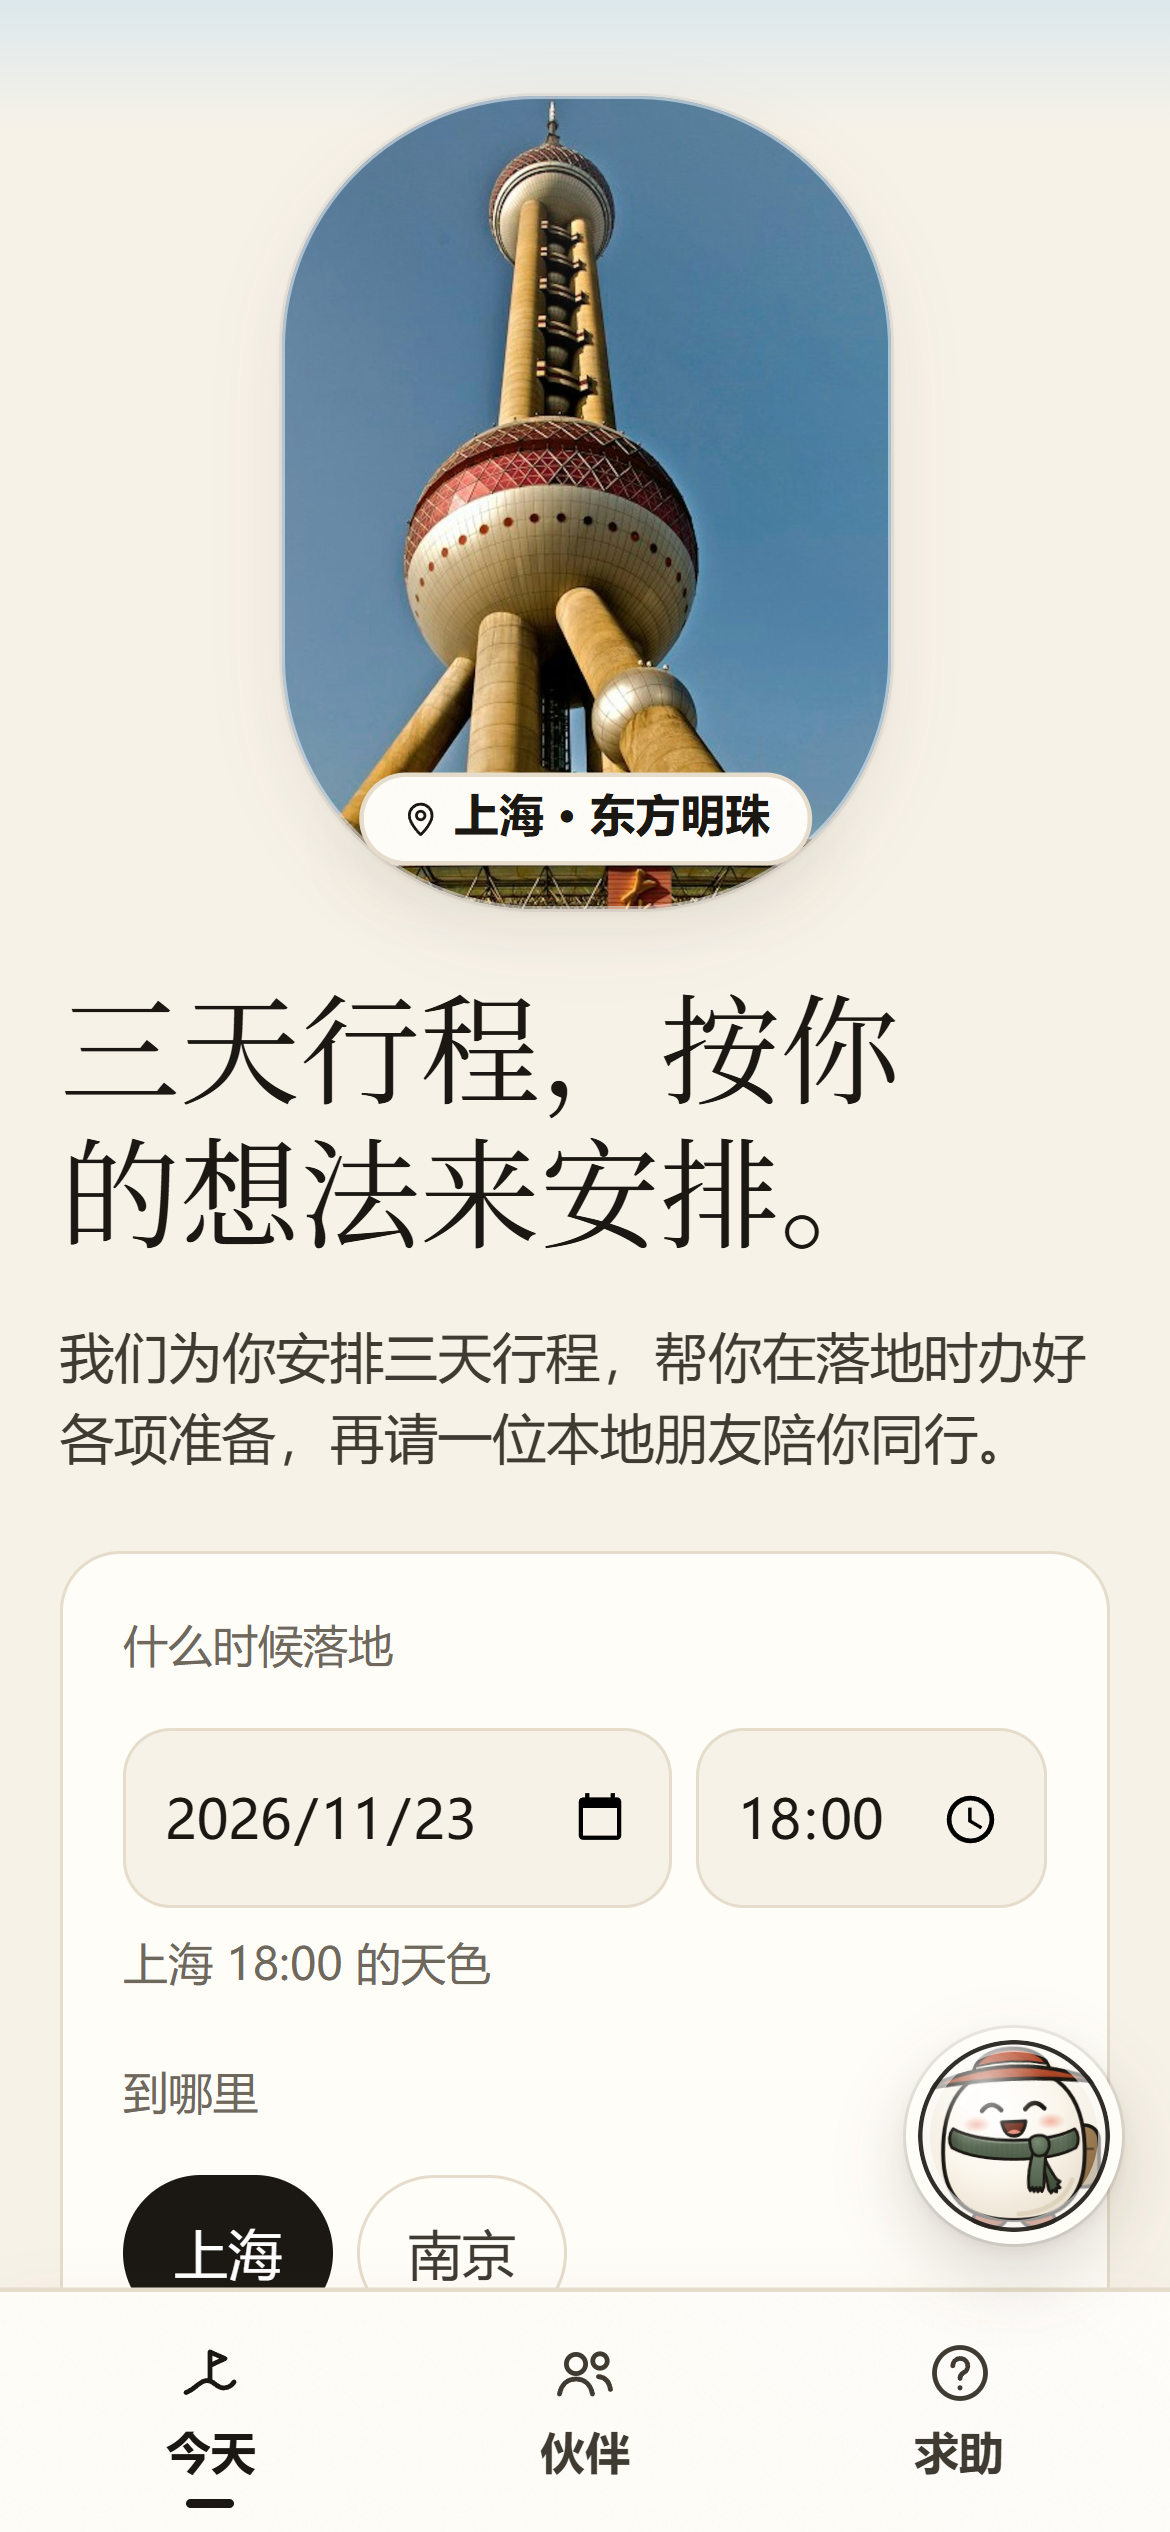 上海·东方明珠
三天行程，按你
的想法来安排。
我们为你安排三天行程，帮你在落地时办好
各项准备，再请一位本地朋友陪你同行。
什么时候落地
2026/11/23
18:00
上海 18:00 的天色
到哪里
上海
南京
今天
伙伴
求助